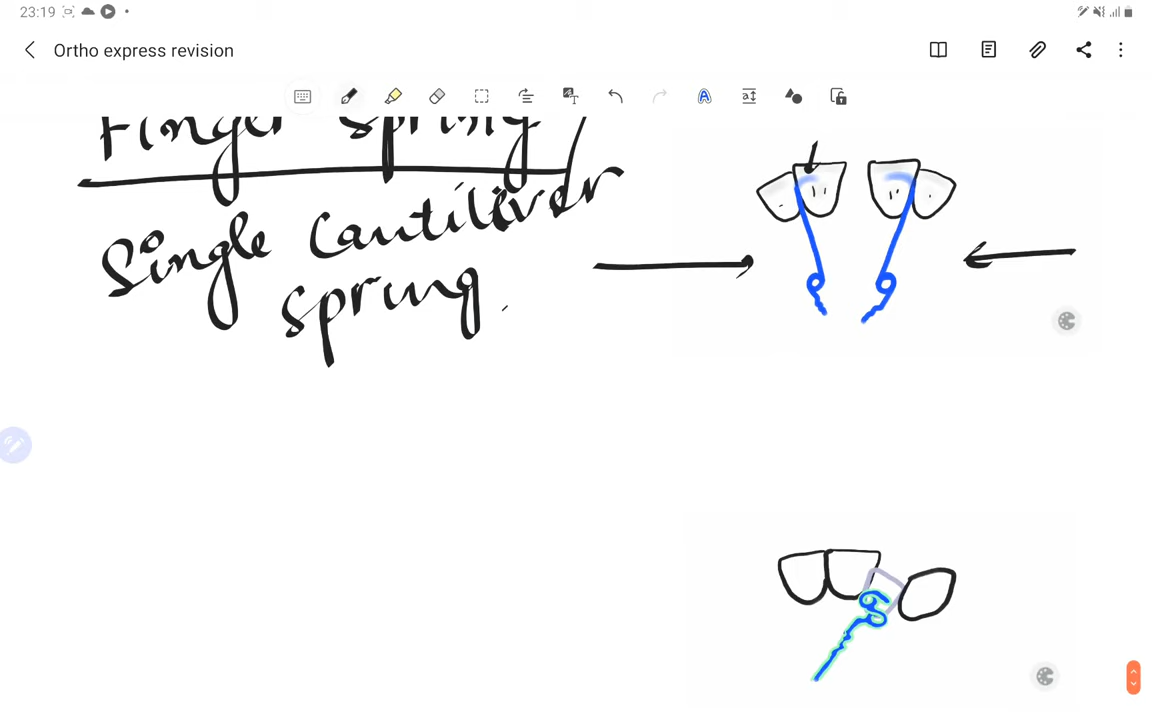 23:19
Ortho express revision
Finger spring/
Single Cantilever
spring.